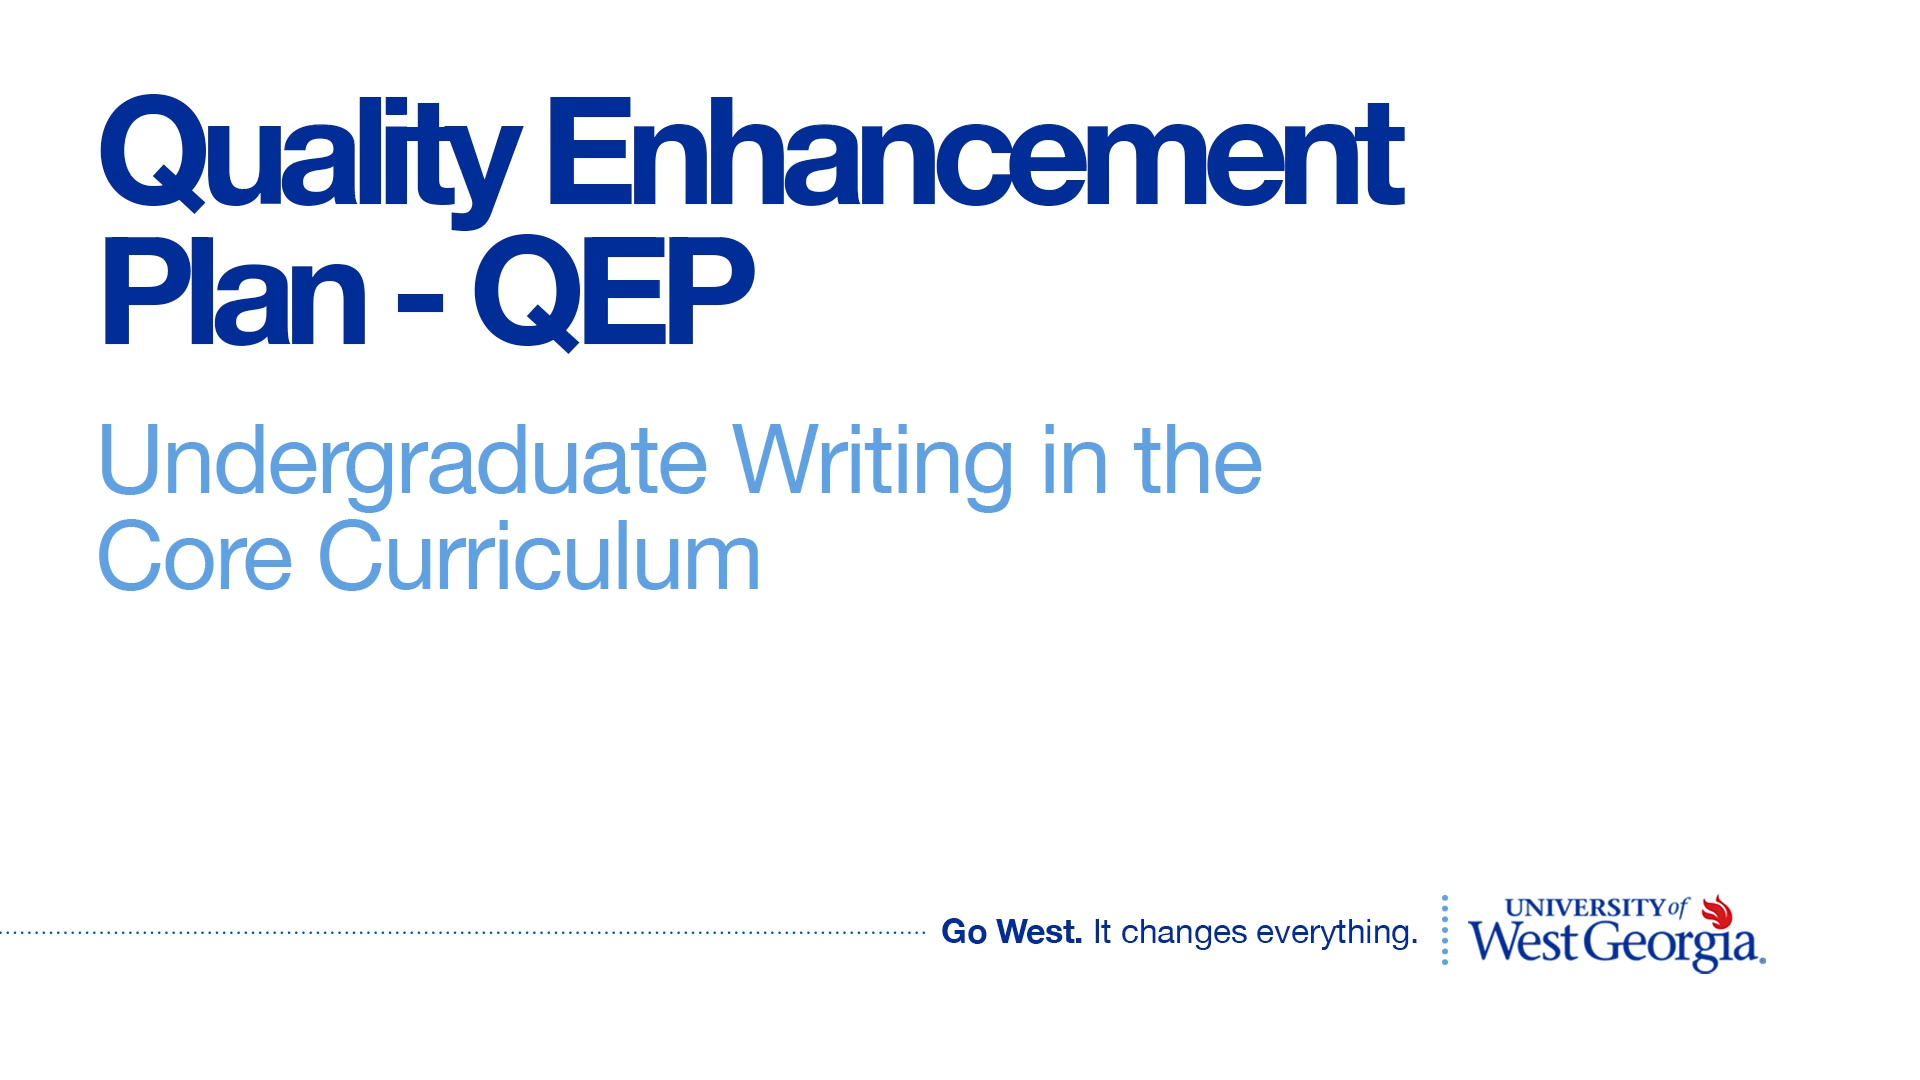 Quality Enhancement
Plan - QEP
Undergraduate Writing in the
Core Curriculum
Go West. It changes everything.
UNIVERSITY of
West Georgia®